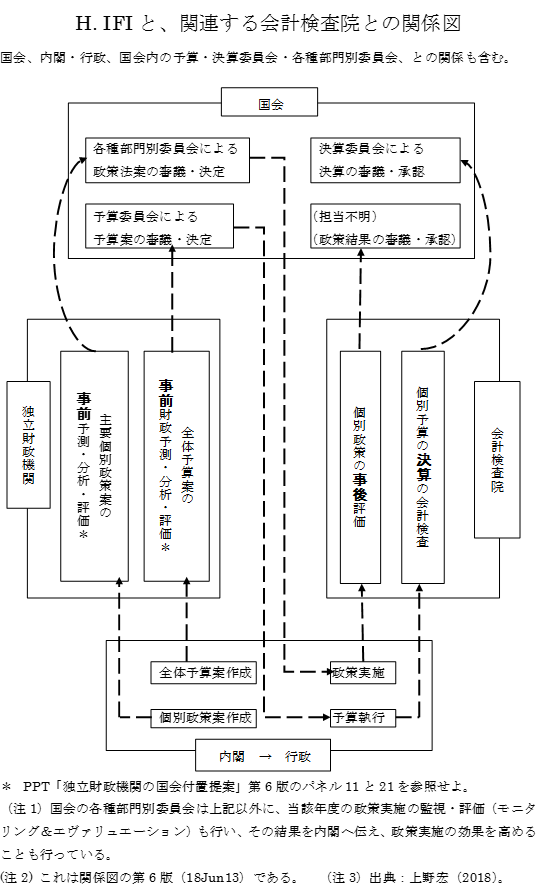 H. IFI と、関連する会計検査院との関係図
国会、内閣・行政、国会内の予算・決算委員会・各種部門別委員会、との関係も含む。
国会
各種部門別委員会による
政策法案の審議・決定
決算委員会による
決算の審議・承認
予算委員会による
予算案の審議・決定
（担当不明）
（政策結果の審議・承認）
独立財政機関
主要個別政策案の
事前予測・分析・評価＊
全体予算案の
事前財政予測・分析・評価＊
個別政策の事後評価
個別予算の決算の会計検査
会計検査院
全体予算案作成
政策実施
個別政策案作成
予算執行
内閣　→　行政
＊　PPT「独立財政機関の国会付置提案」第 6 版のパネル 11 と 21 を参照せよ。
（注 1）国会の各種部門別委員会は上記以外に、当該年度の政策実施の監視・評価（モニタ
リング＆エヴァリュエーション）も行い、その結果を内閣へ伝え、政策実施の効果を高める
ことも行っている。
(注 2) これは関係図の第 6 版（18Jun13）である。　（注 3）出典：上野宏（2018）。